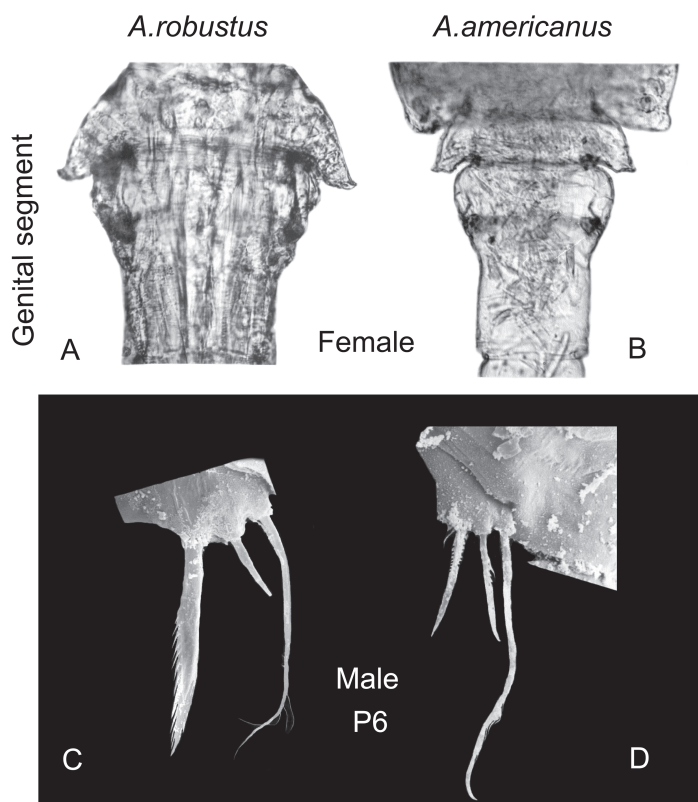 A.robustus
A.americanus
Genital segment
A
Female
B
Male
P6
C
D